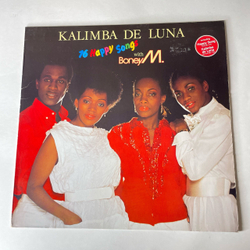 KALIMBA DE LUNA
16 Happy Songs
with
Boney M.